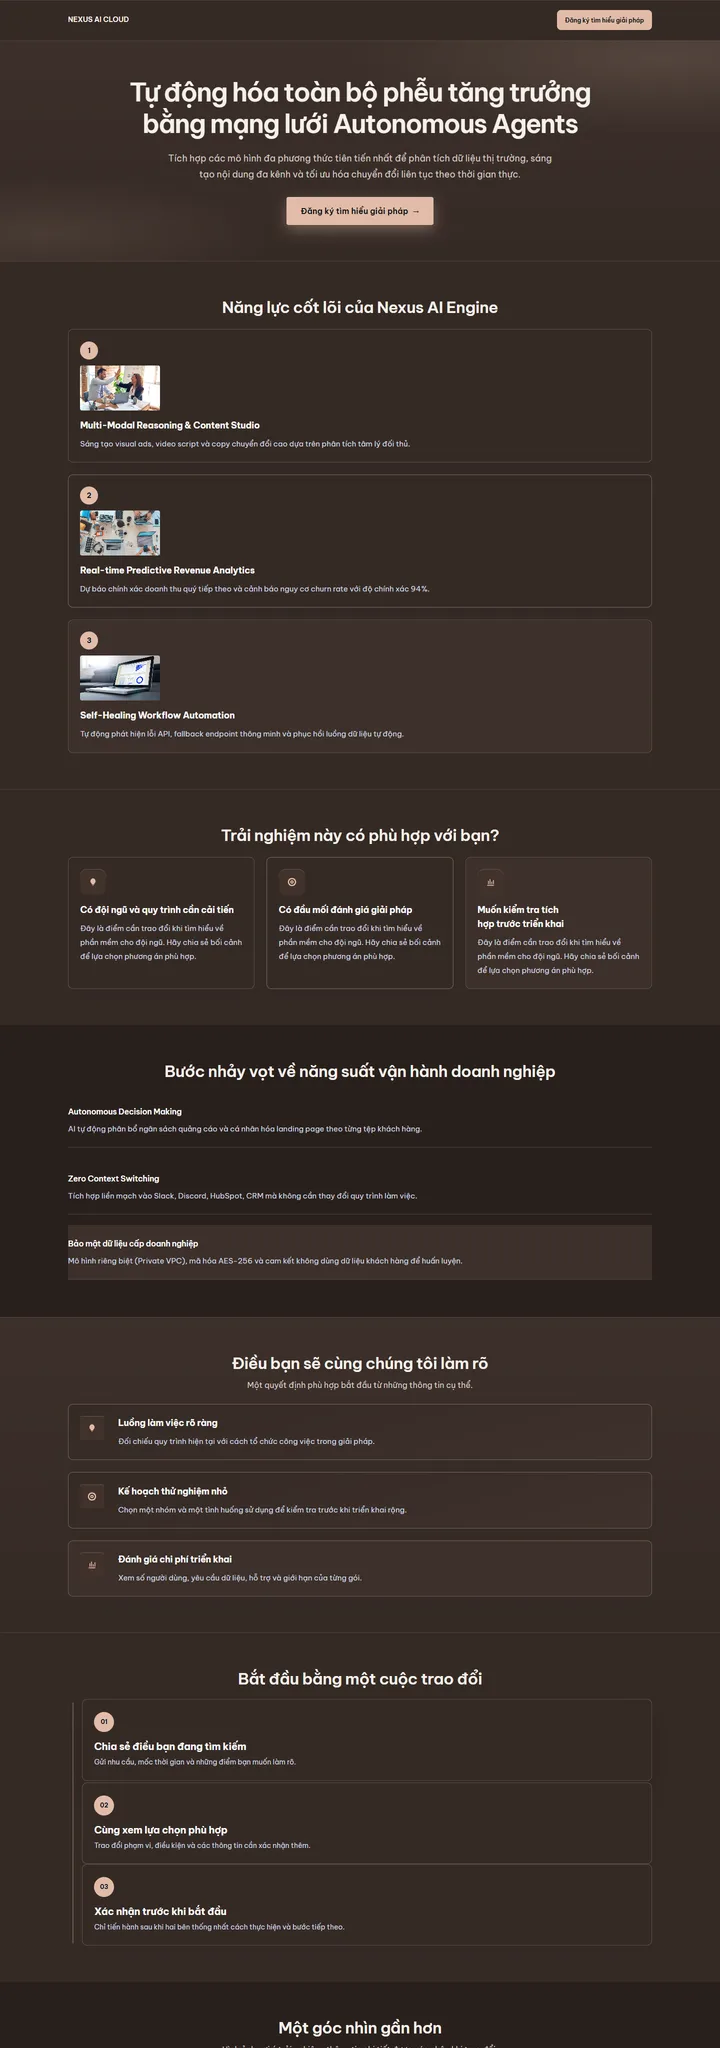 NEXUS AI CLOUD
Đăng ký tìm hiểu giải pháp
Tự động hóa toàn bộ phễu tăng trưởng
bằng mạng lưới Autonomous Agents
Tích hợp các mô hình đa phương thức tiên tiến nhất để phân tích dữ liệu thị trường, sáng
tạo nội dung đa kênh và tối ưu hóa chuyển đổi liên tục theo thời gian thực.
Đăng ký tìm hiểu giải pháp →
Năng lực cốt lõi của Nexus AI Engine
1
Multi-Modal Reasoning & Content Studio
Sáng tạo visual ads, video script và copy chuyển đổi cao dựa trên phân tích tâm lý đối thủ.
2
Real-time Predictive Revenue Analytics
Dự báo chính xác doanh thu quý tiếp theo và cảnh báo nguy cơ churn rate với độ chính xác 94%.
3
Self-Healing Workflow Automation
Tự động phát hiện lỗi API, fallback endpoint thông minh và phục hồi luồng dữ liệu tự động.
Trải nghiệm này có phù hợp với bạn?
Có đội ngũ và quy trình cần cải tiến
Đây là điểm cần trao đổi khi tìm hiểu về
phần mềm cho đội ngũ. Hãy chia sẻ bối cảnh
để lựa chọn phương án phù hợp.
Có đầu mối đánh giá giải pháp
Đây là điểm cần trao đổi khi tìm hiểu về
phần mềm cho đội ngũ. Hãy chia sẻ bối cảnh
để lựa chọn phương án phù hợp.
Muốn kiểm tra tích
hợp trước triển khai
Đây là điểm cần trao đổi khi tìm hiểu về
phần mềm cho đội ngũ. Hãy chia sẻ bối cảnh
để lựa chọn phương án phù hợp.
Bước nhảy vọt về năng suất vận hành doanh nghiệp
Autonomous Decision Making
AI tự động phân bổ ngân sách quảng cáo và cá nhân hóa landing page theo từng tệp khách hàng.
Zero Context Switching
Tích hợp liền mạch vào Slack, Discord, HubSpot, CRM mà không cần thay đổi quy trình làm việc.
Bảo mật dữ liệu cấp doanh nghiệp
Mô hình riêng biệt (Private VPC), mã hóa AES-256 và cam kết không dùng dữ liệu khách hàng để huấn luyện.
Điều bạn sẽ cùng chúng tôi làm rõ
Một quyết định phù hợp bắt đầu từ những thông tin cụ thể.
Luồng làm việc rõ ràng
Đối chiếu quy trình hiện tại với cách tổ chức công việc trong giải pháp.
Kế hoạch thử nghiệm nhỏ
Chọn một nhóm và một tình huống sử dụng để kiểm tra trước khi triển khai rộng.
Đánh giá chi phí triển khai
Xem số người dùng, yêu cầu dữ liệu, hỗ trợ và giới hạn của từng gói.
Bắt đầu bằng một cuộc trao đổi
01
Chia sẻ điều bạn đang tìm kiếm
Gửi nhu cầu, mốc thời gian và những điểm bạn muốn làm rõ.
02
Cùng xem lựa chọn phù hợp
Trao đổi phạm vi, điều kiện và các thông tin cần xác nhận thêm.
03
Xác nhận trước khi bắt đầu
Chỉ tiến hành sau khi hai bên thống nhất cách thực hiện và bước tiếp theo.
Một góc nhìn gần hơn